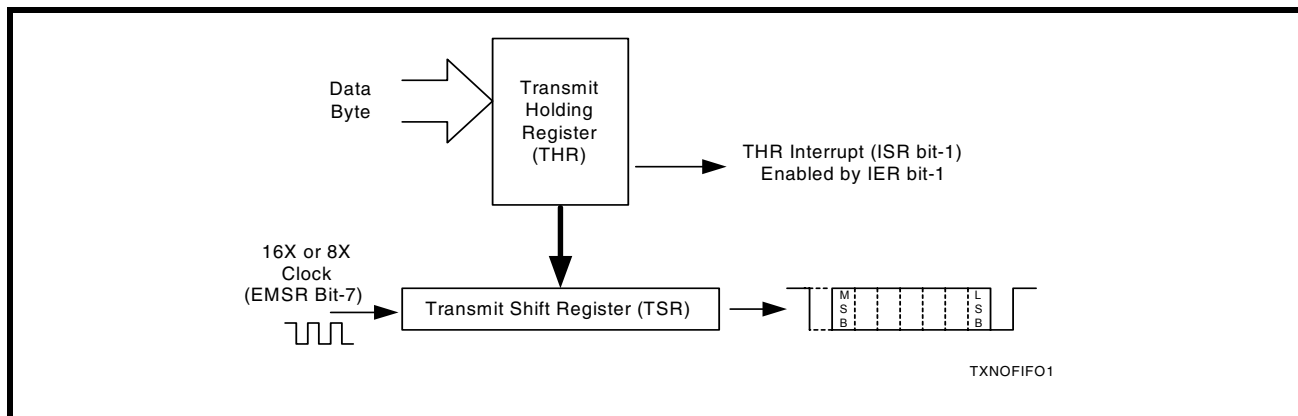 Data
Byte
Transmit
Holding
Register
(THR)
THR Interrupt (ISR bit-1)
Enabled by IER bit-1
16X or 8X
Clock
(EMSR Bit-7)
Transmit Shift Register (TSR)
M
S
B
L
S
B
TXNOFIFO1